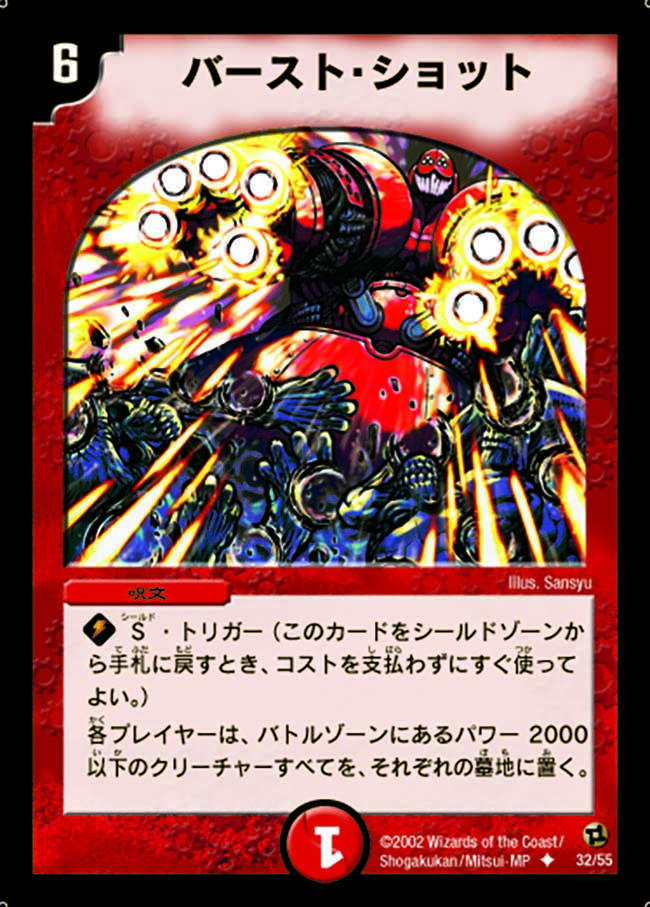 6
バースト・ショット
Illus. Sansyu
呪文
S・トリガー（このカードをシールドゾーンか
ら手札に戻すとき、コストを支払わずにすぐ使って
よい。）
各プレイヤーは、バトルゾーンにあるパワー 2000
以下のクリーチャーすべてを、それぞれの墓地に置く。
1
©2002 Wizards of the Coast/
Shogakukan/Mitsui-MP
32/55